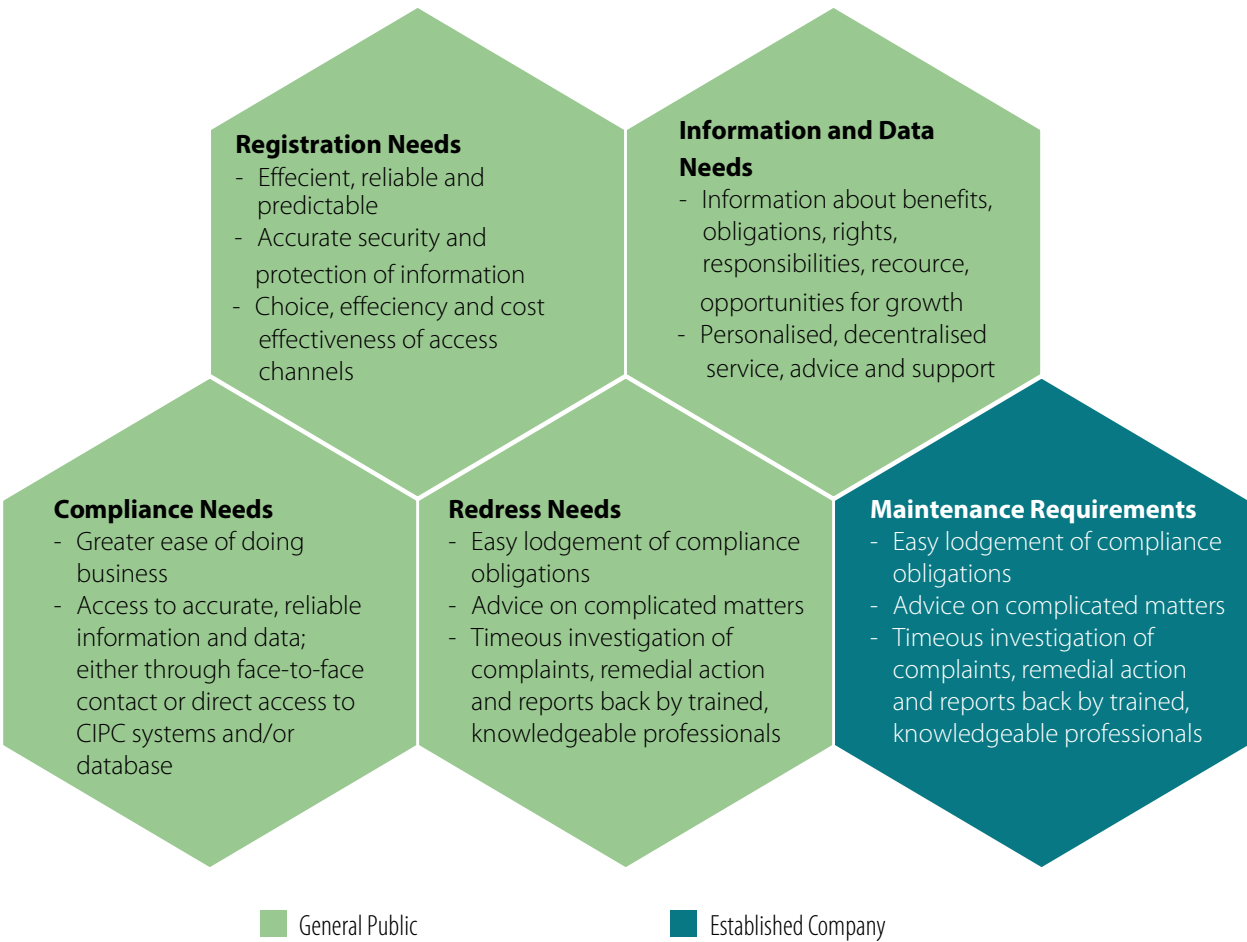 Registration Needs
- Effecient, reliable and
predictable
- Accurate security and
protection of information
- Choice, effeciency and cost
effectiveness of access
channels
Information and Data
Needs
- Information about benefits,
obligations, rights,
responsibilities, recource,
opportunities for growth
- Personalised, decentralised
service, advice and support
Compliance Needs
- Greater ease of doing
business
- Access to accurate, reliable
information and data;
either through face-to-face
contact or direct access to
CIPC systems and/or
database
Redress Needs
- Easy lodgement of compliance
obligations
- Advice on complicated matters
- Timeous investigation of
complaints, remedial action
and reports back by trained,
knowledgeable professionals
Maintenance Requirements
- Easy lodgement of compliance
obligations
- Advice on complicated matters
- Timeous investigation of
complaints, remedial action
and reports back by trained,
knowledgeable professionals
General Public
Established Company